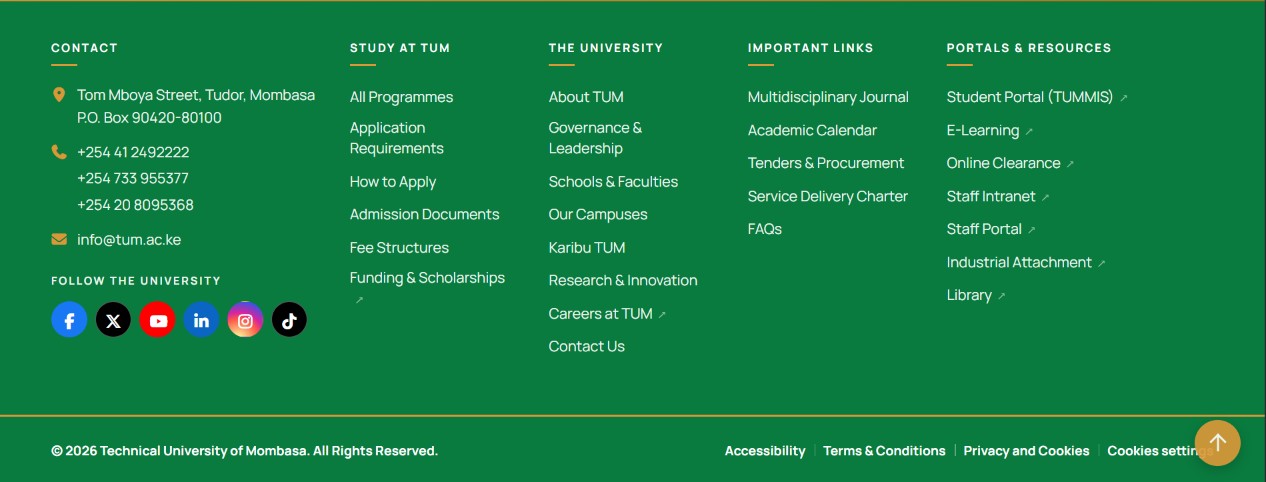 CONTACT
Tom Mboya Street, Tudor, Mombasa
P.O. Box 90420-80100
+254 41 2492222
+254 733 955377
+254 20 8095368
info@tum.ac.ke
FOLLOW THE UNIVERSITY
STUDY AT TUM
All Programmes
Application
Requirements
How to Apply
Admission Documents
Fee Structures
Funding & Scholarships
↗
THE UNIVERSITY
About TUM
Governance &
Leadership
Schools & Faculties
Our Campuses
Karibu TUM
Research & Innovation
Careers at TUM ↗
Contact Us
IMPORTANT LINKS
Multidisciplinary Journal
Academic Calendar
Tenders & Procurement
Service Delivery Charter
FAQs
PORTALS & RESOURCES
Student Portal (TUMMIS) ↗
E-Learning ↗
Online Clearance ↗
Staff Intranet ↗
Staff Portal ↗
Industrial Attachment ↗
Library ↗
© 2026 Technical University of Mombasa. All Rights Reserved.
Accessibility | Terms & Conditions | Privacy and Cookies | Cookies settings